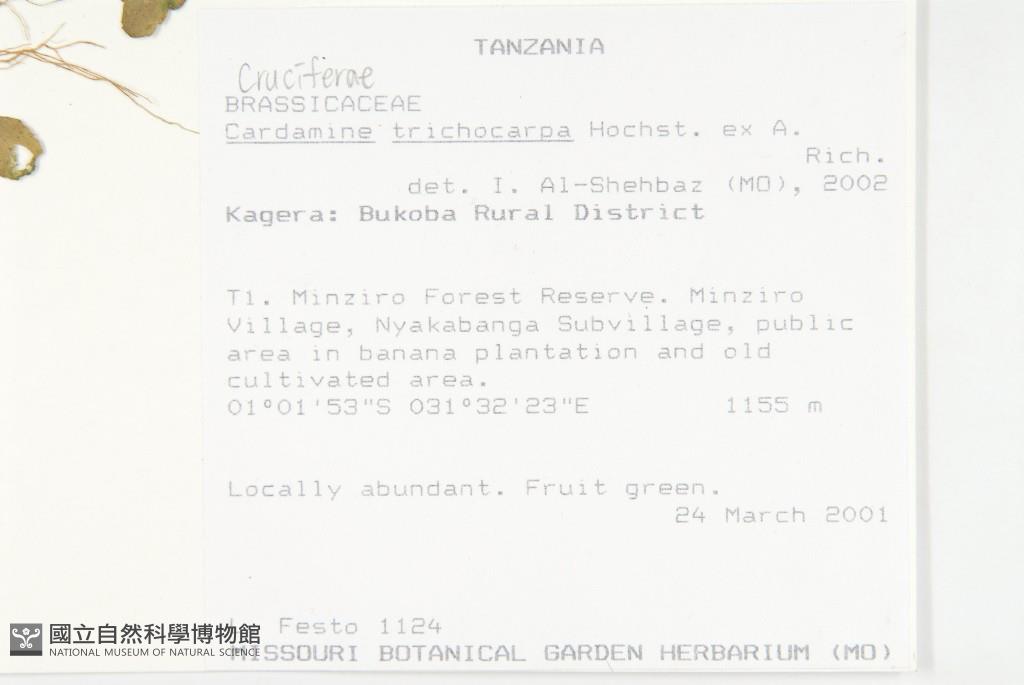 TANZANIA
Cruciferae
BRASSICACEAE
Cardamine trichocarpa Hochst. ex A.
Rich.
det. I. Al-Shehbaz (MO), 2002
Kagera: Bukoba Rural District
T1. Minziro Forest Reserve. Minziro
Village, Nyakabanga Subvillage, public
area in banana plantation and old
cultivated area.
01°01'53"S 031°32'23"E 1155 m
Locally abundant. Fruit green.
24 March 2001
Festo 1124
MISSOURI BOTANICAL GARDEN HERBARIUM (MO)
國立自然科學博物館
NATIONAL MUSEUM OF NATURAL SCIENCE